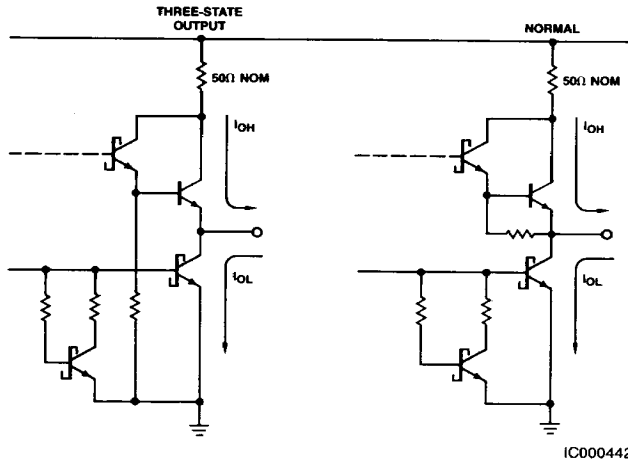 THREE-STATE
OUTPUT
NORMAL
50Ω NOM
50Ω NOM
IOH
IOH
IOL
IOL
IC000442